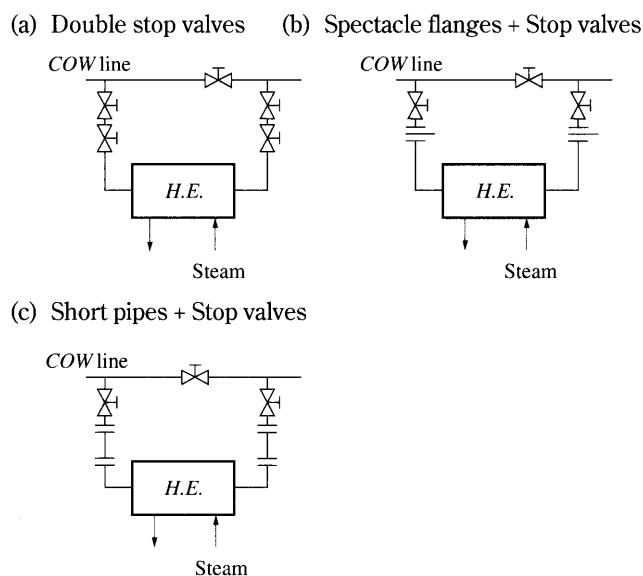 (a) Double stop valves
(b) Spectacle flanges + Stop valves
COW line
COW line
H.E.
H.E.
Steam
Steam
(c) Short pipes + Stop valves
COW line
H.E.
Steam